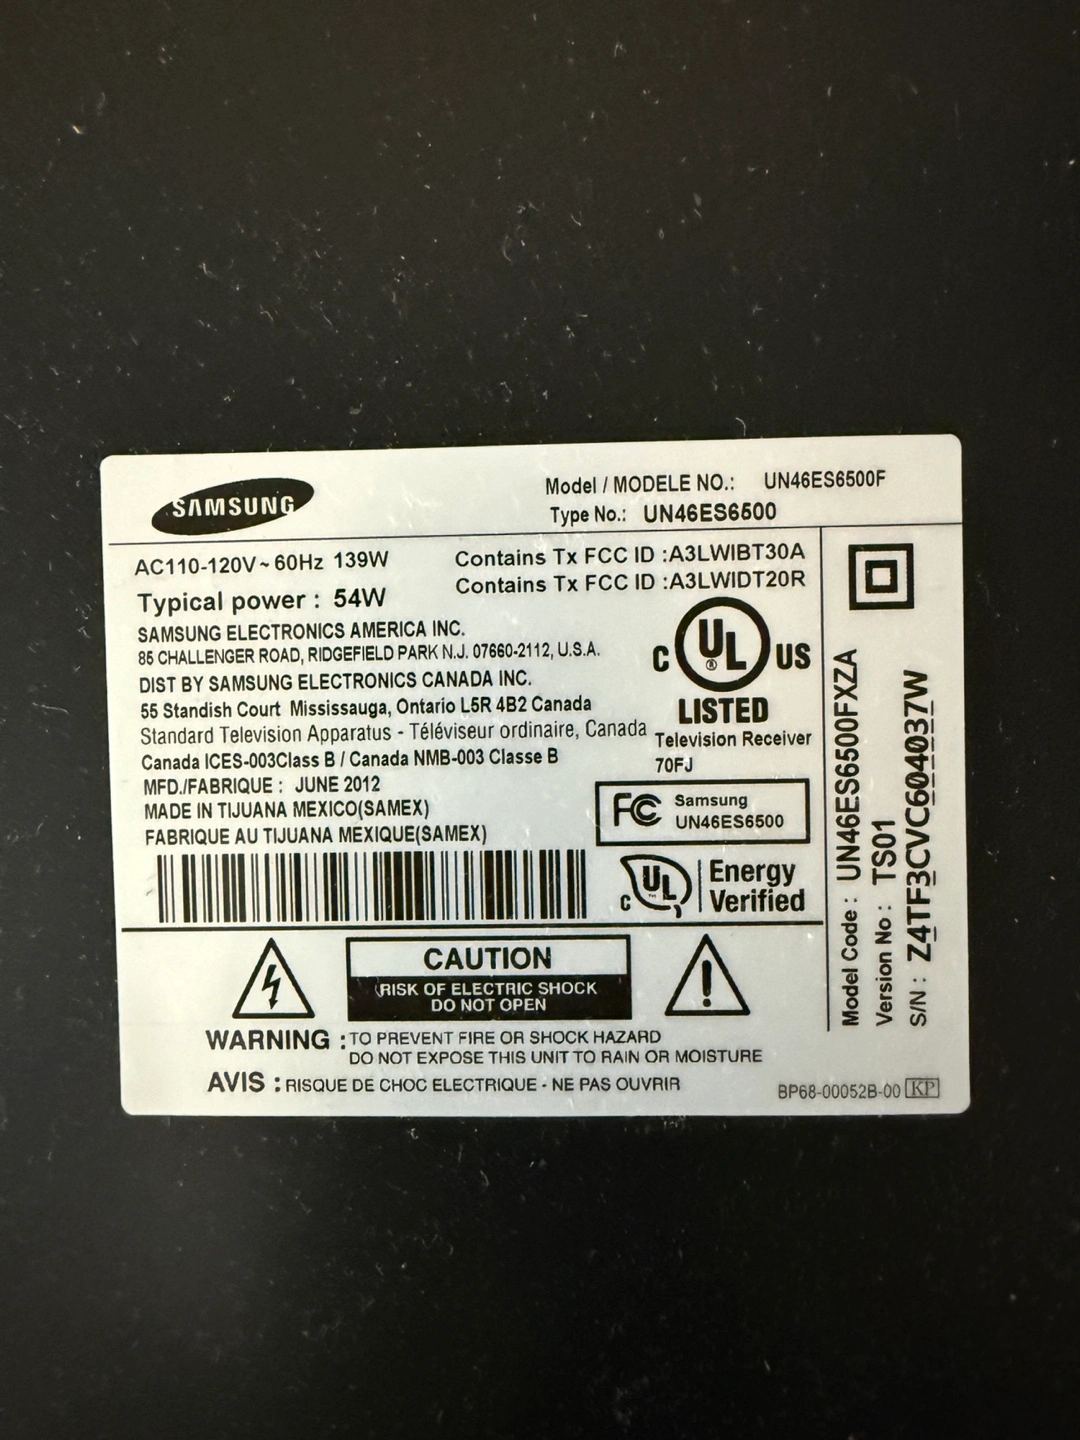 SAMSUNG
Model / MODELE NO.: UN46ES6500F
Type No.: UN46ES6500
AC110-120V~60Hz 139W
Typical power : 54W
Contains Tx FCC ID :A3LWIBT30A
Contains Tx FCC ID :A3LWIDT20R
SAMSUNG ELECTRONICS AMERICA INC.
85 CHALLENGER ROAD, RIDGEFIELD PARK N.J. 07660-2112, U.S.A.
DIST BY SAMSUNG ELECTRONICS CANADA INC.
55 Standish Court Mississauga, Ontario L5R 4B2 Canada
Standard Television Apparatus - Téléviseur ordinaire, Canada
Canada ICES-003Class B / Canada NMB-003 Classe B
MFD./FABRIQUE : JUNE 2012
MADE IN TIJUANA MEXICO(SAMEX)
FABRIQUE AU TIJUANA MEXIQUE(SAMEX)
C UL ® US
LISTED
Television Receiver
70FJ
FC Samsung
UN46ES6500
C UL ™ Energy
Verified
Model Code : UN46ES6500FXZA
Version No : TS01
S/N : Z4TF3CVC604037W
CAUTION
RISK OF ELECTRIC SHOCK
DO NOT OPEN
WARNING : TO PREVENT FIRE OR SHOCK HAZARD
DO NOT EXPOSE THIS UNIT TO RAIN OR MOISTURE
AVIS : RISQUE DE CHOC ELECTRIQUE - NE PAS OUVRIR
BP68-00052B-00 KP